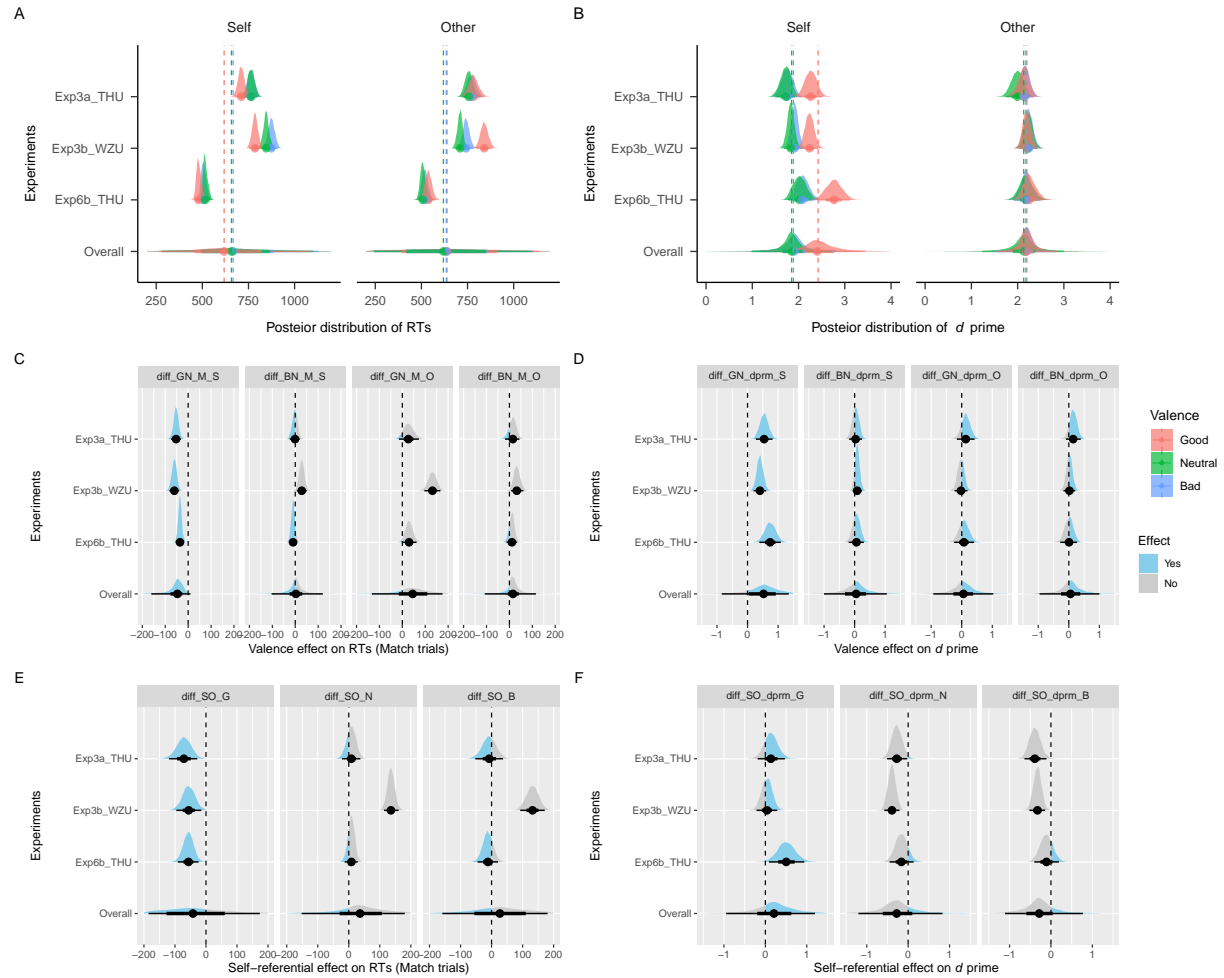 A
Self
Other
Experiments
Exp3a_THU
Exp3b_WZU
Exp6b_THU
Overall
250 500 750 1000 250 500 750 1000
Posteior distribution of RTs
B
Self
Other
Experiments
Exp3a_THU
Exp3b_WZU
Exp6b_THU
Overall
0 1 2 3 4 0 1 2 3 4
Posteior distribution of d prime
C
diff_GN_M_S diff_BN_M_S diff_GN_M_O diff_BN_M_O
Experiments
Exp3a_THU
Exp3b_WZU
Exp6b_THU
Overall
−200 −100 0 100 200 −200 −100 0 100 200 −200 −100 0 100 200 −200 −100 0 100 200
Valence effect on RTs (Match trials)
D
diff_GN_dprm_S diff_BN_dprm_S diff_GN_dprm_O diff_BN_dprm_O
Experiments
Exp3a_THU
Exp3b_WZU
Exp6b_THU
Overall
−1 0 1 −1 0 1 −1 0 1 −1 0 1
Valence effect on d prime
Valence
Good
Neutral
Bad
Effect
Yes
No
E
diff_SO_G diff_SO_N diff_SO_B
Experiments
Exp3a_THU
Exp3b_WZU
Exp6b_THU
Overall
−200 −100 0 100 200 −200 −100 0 100 200 −200 −100 0 100 200
Self−referential effect on RTs (Match trials)
F
diff_SO_dprm_G diff_SO_dprm_N diff_SO_dprm_B
Experiments
Exp3a_THU
Exp3b_WZU
Exp6b_THU
Overall
−1 0 1 −1 0 1 −1 0 1
Self−referential effect on d prime